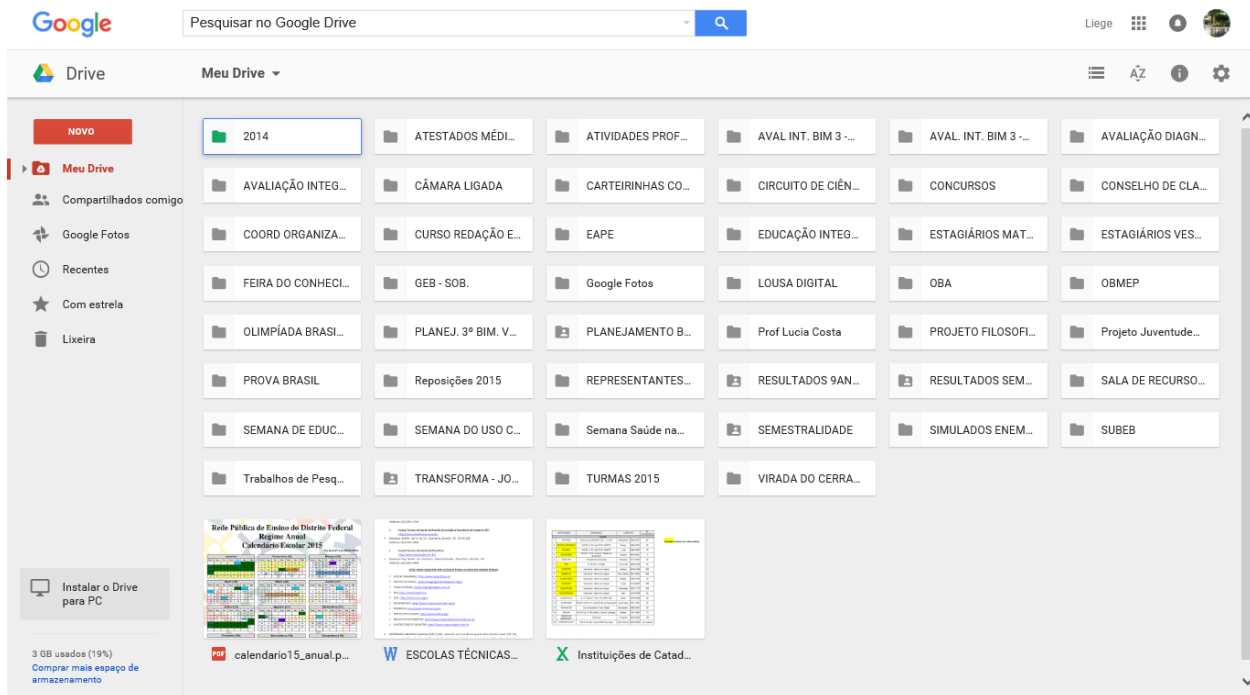 Google
Pesquisar no Google Drive
Liege
Drive
Meu Drive
NOVO
Meu Drive
Compartilhados comigo
Google Fotos
Recentes
Com estrela
Lixeira
Instalar o Drive
para PC
3 GB usados (19%)
Comprar mais espaço de
armazenamento
2014
ATESTADOS MÉDI...
ATIVIDADES PROF...
AVAL INT. BIM 3 -...
AVAL. INT. BIM 3 -...
AVALIAÇÃO DIAGN...
AVALIAÇÃO INTEG...
CÂMARA LIGADA
CARTEIRINHAS CO...
CIRCUITO DE CIÊN...
CONCURSOS
CONSELHO DE CLA...
COORD ORGANIZA...
CURSO REDAÇÃO E...
EAPE
EDUCAÇÃO INTEG...
ESTAGIÁRIOS MAT...
ESTAGIÁRIOS VES...
FEIRA DO CONHECI...
GEB - SOB.
Google Fotos
LOUSA DIGITAL
OBA
OBMEP
OLIMPÍADA BRASI...
PLANEJ. 3º BIM. V...
PLANEJAMENTO B...
Prof Lucia Costa
PROJETO FILOSOFI...
Projeto Juventude...
PROVA BRASIL
Reposições 2015
REPRESENTANTES...
RESULTADOS 9AN...
RESULTADOS SEM...
SALA DE RECURSO...
SEMANA DE EDUC...
SEMANA DO USO C...
Semana Saúde na...
SEMESTRALIDADE
SIMULADOS ENEM...
SUBEB
Trabalhos de Pesq...
TRANSFORMA - JO...
TURMAS 2015
VIRADA DO CERRA...
Rede Pública de Ensino do Distrito Federal
Regime Anual
Calendário Escolar 2015
PDF calendario15_anual.p...
W ESCOLAS TÉCNICAS...
X Instituições de Catad...